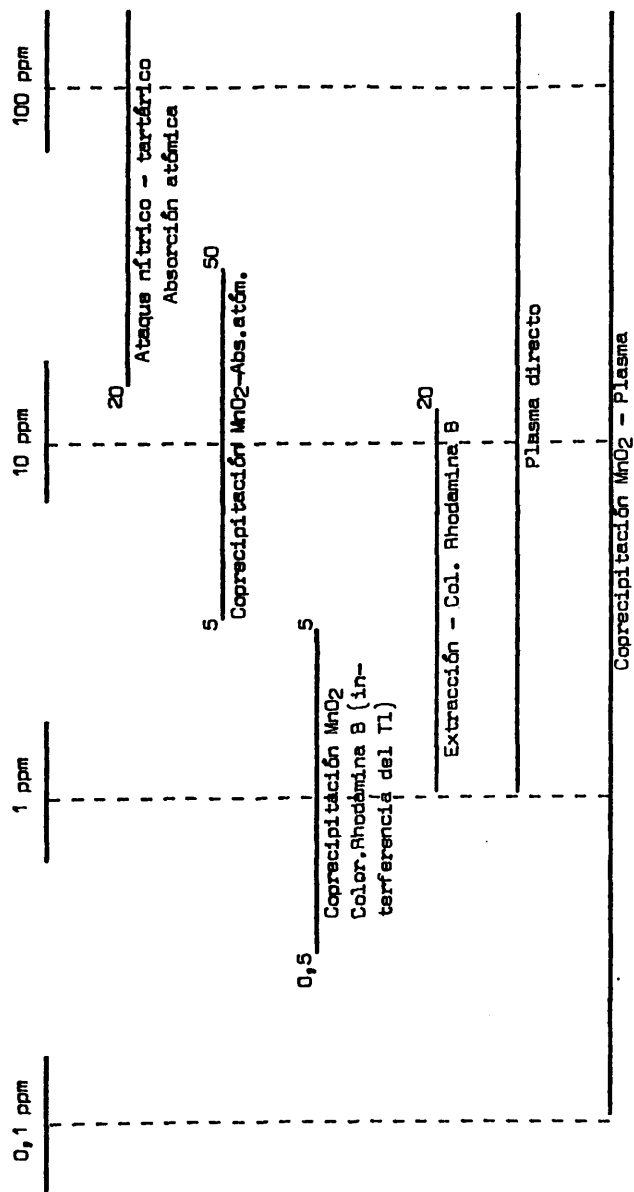 0,1 ppm
1 ppm
10 ppm
100 ppm
20
Ataque nítrico - tartárico
Absorción atómica
5
50
Coprecipitación MnO2-Abs.atóm.
0,5
5
Coprecipitación MnO2
Color.Rhodamina B (in-
terferencia del Tl)
20
Extracción - Col. Rhodamina B
Plasma directo
Coprecipitación MnO2 - Plasma